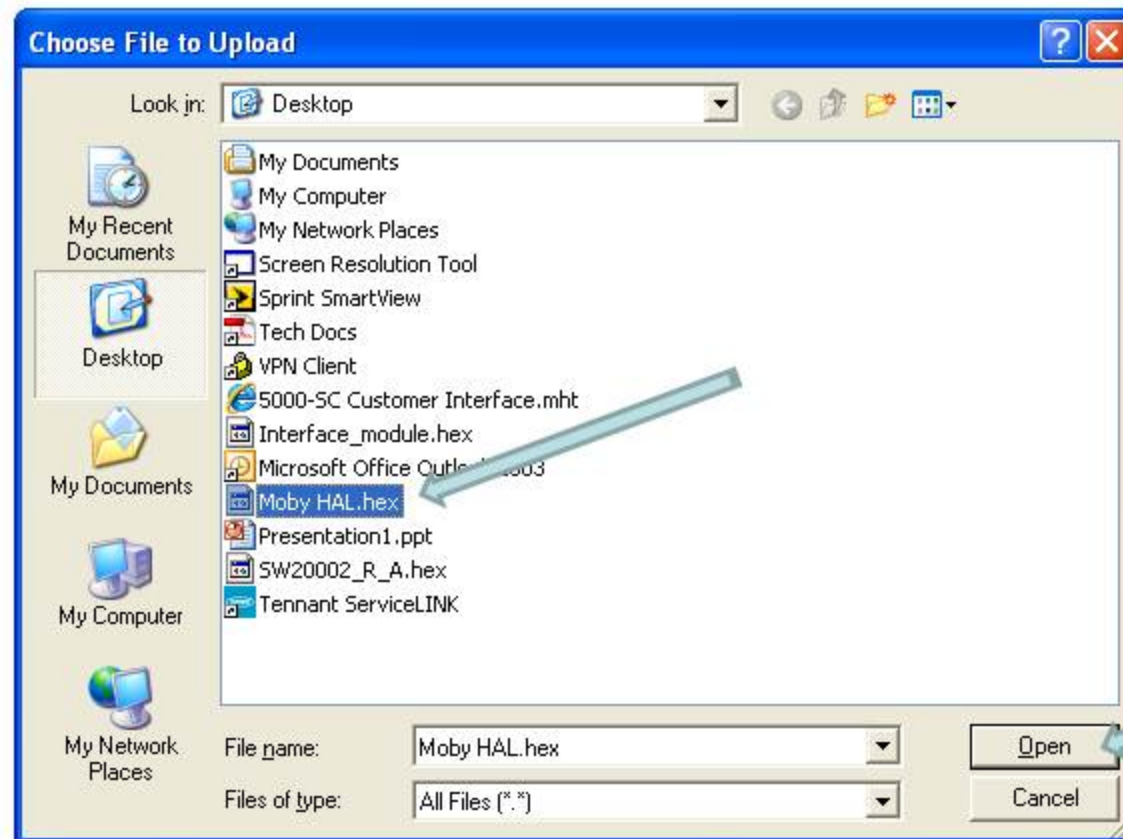 Choose File to Upload
Look in:
Desktop
My Recent
Documents
Desktop
My Documents
My Computer
My Network
Places
My Documents
My Computer
My Network Places
Screen Resolution Tool
Sprint SmartView
Tech Docs
VPN Client
5000-SC Customer Interface.mht
Interface_module.hex
Microsoft Office
Moby HAL.hex
Presentation1.ppt
SW20002_R_A.hex
Tennant ServiceLINK
File name:
Moby HAL.hex
Open
Files of type:
All Files (*.*)
Cancel